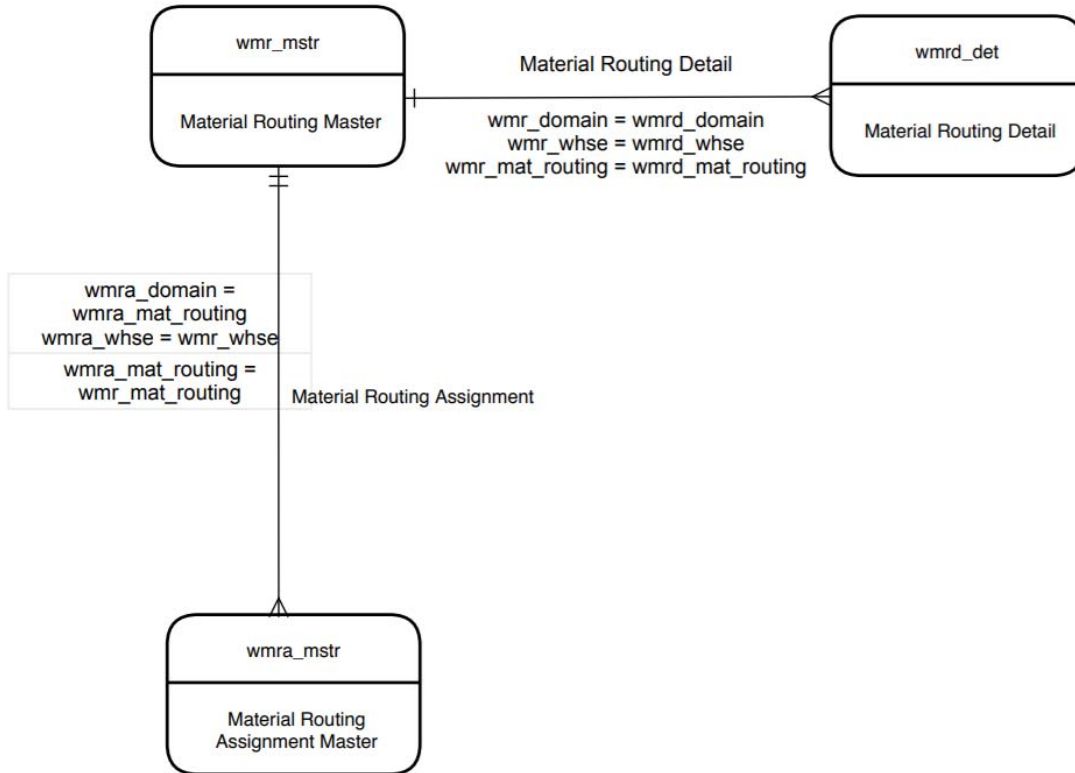 wmr_mstr
Material Routing Master
Material Routing Detail
wmr_domain = wmrd_domain
wmr_whse = wmrd_whse
wmr_mat_routing = wmrd_mat_routing
wmrd_det
Material Routing Detail
wmra_domain =
wmra_mat_routing
wmra_whse = wmr_whse
wmra_mat_routing =
wmr_mat_routing
Material Routing Assignment
wmra_mstr
Material Routing
Assignment Master